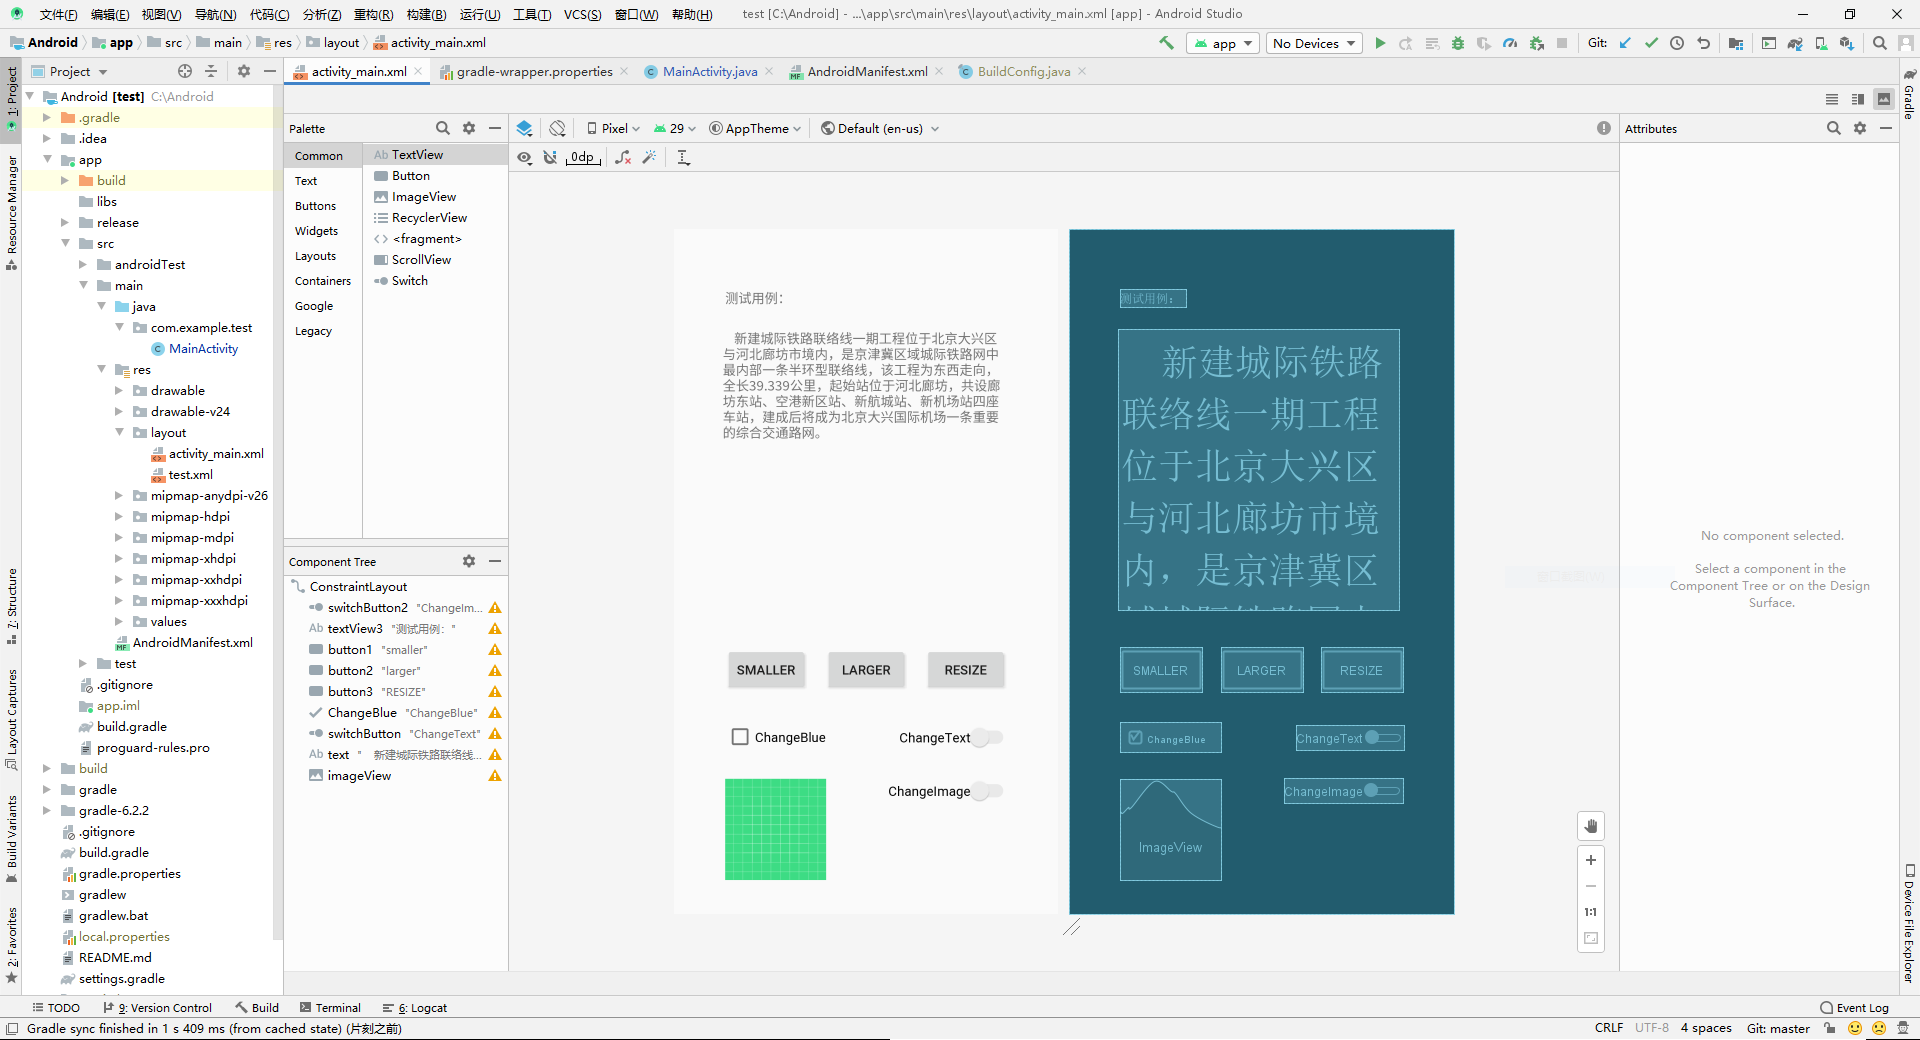 文件(F) 编辑(E) 视图(V) 导航(N) 代码(C) 分析(Z) 重构(R) 构建(B) 运行(U) 工具(T) VCS(S) 窗口(W) 帮助(H) test [C:\Android] - ...\app\src\main\res\layout\activity_main.xml [app] - Android Studio
Android app src main res layout activity_main.xml app No Devices Git:
Project activity_main.xml gradle-wrapper.properties MainActivity.java AndroidManifest.xml BuildConfig.java
1: Project
Resource Manager
7: Structure
Layout Captures
Build Variants
2: Favorites
Android [test] C:\Android
.gradle
.idea
app
build
libs
release
src
androidTest
main
java
com.example.test
MainActivity
res
drawable
drawable-v24
layout
activity_main.xml
test.xml
mipmap-anydpi-v26
mipmap-hdpi
mipmap-mdpi
mipmap-xhdpi
mipmap-xxhdpi
mipmap-xxxhdpi
values
AndroidManifest.xml
test
.gitignore
app.iml
build.gradle
proguard-rules.pro
build
gradle
gradle-6.2.2
.gitignore
build.gradle
gradle.properties
gradlew
gradlew.bat
local.properties
README.md
settings.gradle
Palette
Common
Text
Buttons
Widgets
Layouts
Containers
Google
Legacy
Ab TextView
Button
ImageView
RecyclerView
<fragment>
ScrollView
Switch
Component Tree
ConstraintLayout
switchButton2 "ChangeIm...
Ab textView3 "测试用例："
button1 "smaller"
button2 "larger"
button3 "RESIZE"
ChangeBlue "ChangeBlue"
switchButton "ChangeText"
Ab text " 新建城际铁路联络线...
imageView
Pixel 29 AppTheme Default (en-us)
0dp
测试用例：
新建城际铁路联络线一期工程位于北京大兴区
与河北廊坊市境内，是京津冀区域城际铁路网中
最内部一条半环型联络线，该工程为东西走向，
全长39.339公里，起始站位于河北廊坊，共设廊
坊东站、空港新区站、新航城站、新机场站四座
车站，建成后将成为北京大兴国际机场一条重要
的综合交通路网。
SMALLER LARGER RESIZE
ChangeBlue ChangeText
ChangeImage
测试用例：
新建城际铁路
联络线一期工程
位于北京大兴区
与河北廊坊市境
内，是京津冀区
SMALLER LARGER RESIZE
ChangeBlue ChangeText
ChangeImage
ImageView
1:1
Attributes
No component selected.
Select a component in the
Component Tree or on the Design
Surface.
Gradle
Device File Explorer
TODO 9: Version Control Build Terminal 6: Logcat Event Log
Gradle sync finished in 1 s 409 ms (from cached state) (片刻之前) CRLF UTF-8 4 spaces Git: master